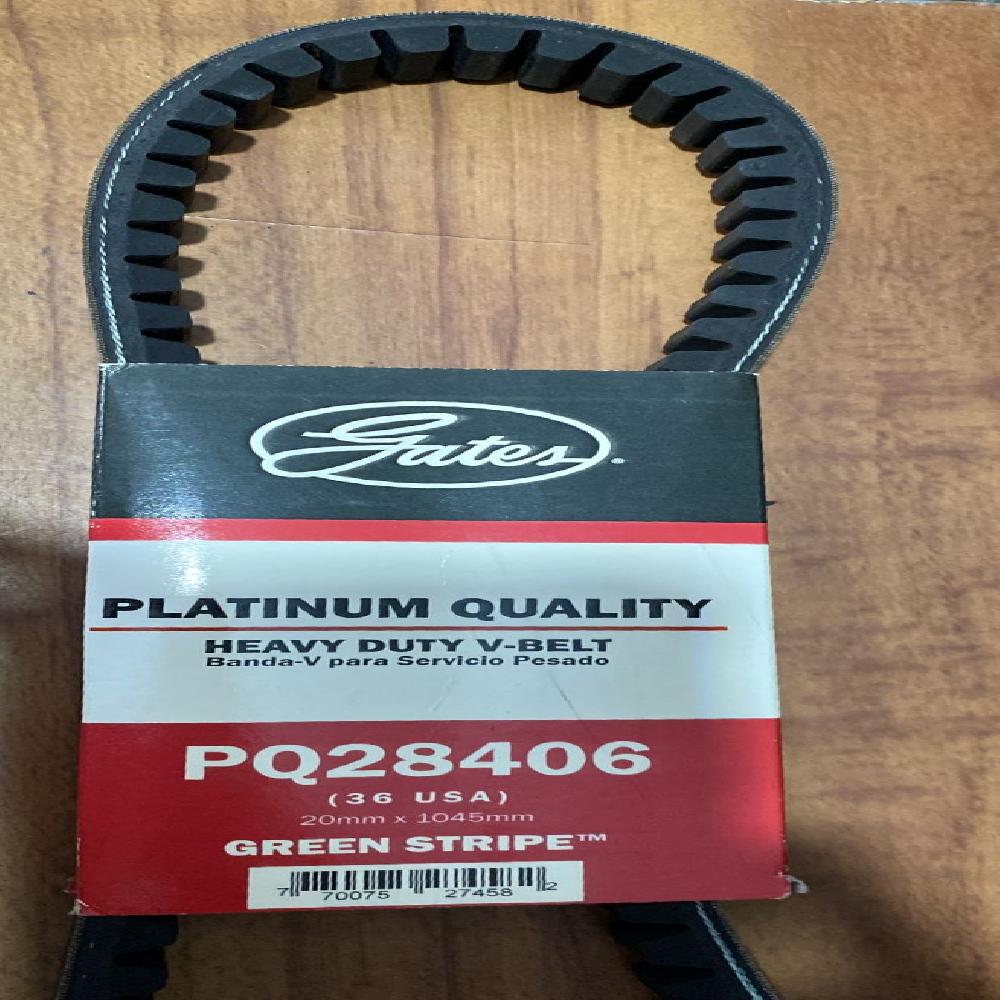 Gates
PLATINUM QUALITY
HEAVY DUTY V-BELT
Banda-V para Servicio Pesado
PQ28406
(36 USA)
20mm x 1045mm
GREEN STRIPE™
7 70075 27458 2